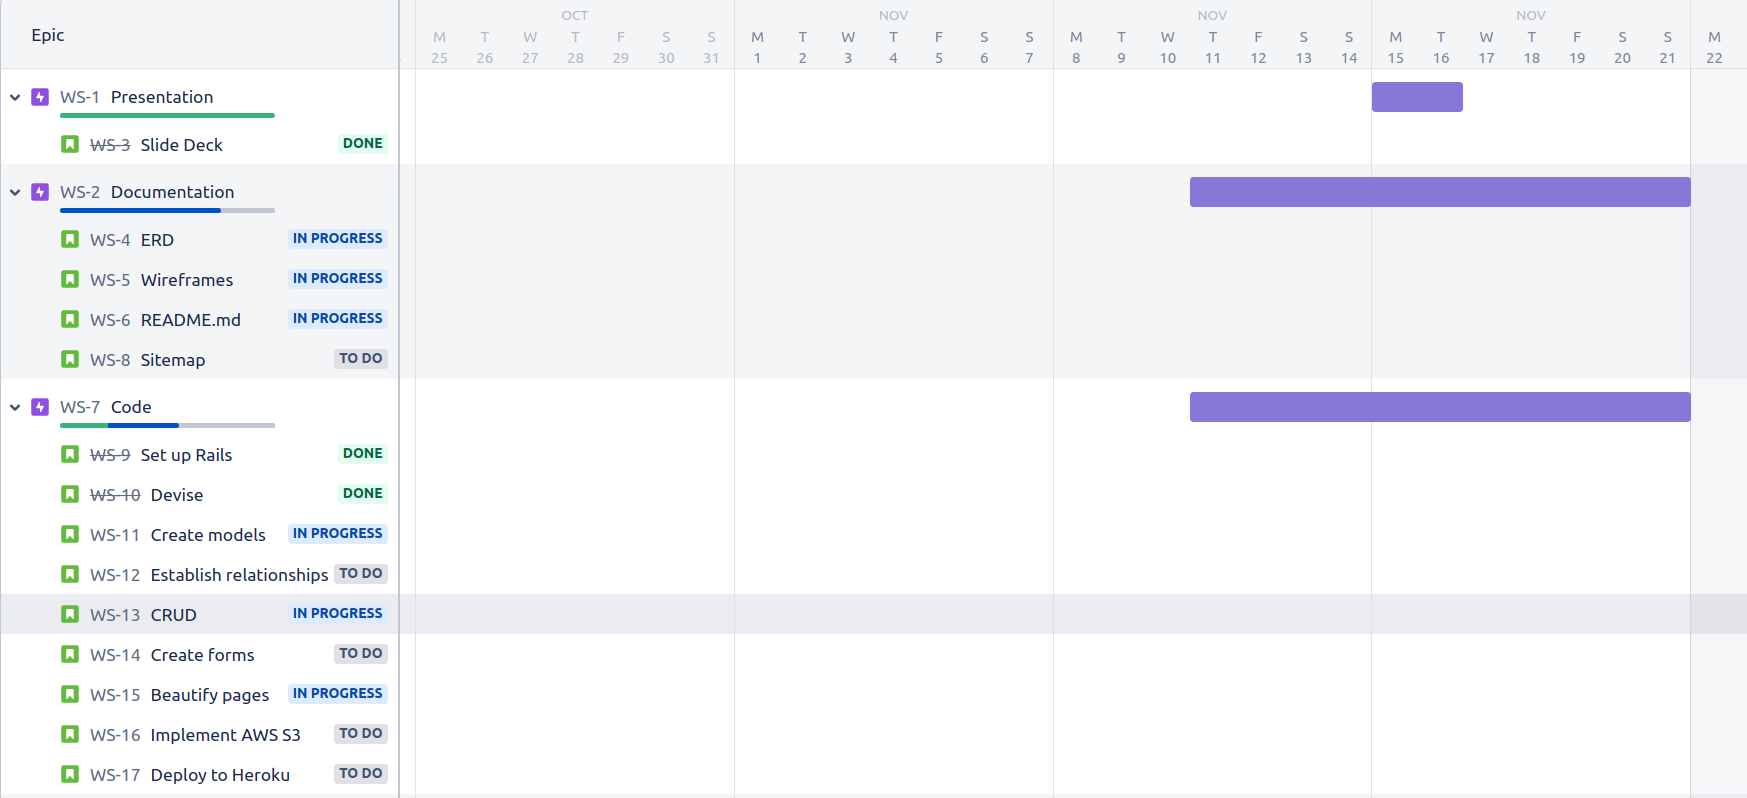 Epic
OCT NOV NOV NOV
M T W T F S S M T W T F S S M T W T F S S M T W T F S S M
25 26 27 28 29 30 31 1 2 3 4 5 6 7 8 9 10 11 12 13 14 15 16 17 18 19 20 21 22
WS-1 Presentation
WS-3 Slide Deck DONE
WS-2 Documentation
WS-4 ERD IN PROGRESS
WS-5 Wireframes IN PROGRESS
WS-6 README.md IN PROGRESS
WS-8 Sitemap TO DO
WS-7 Code
WS-9 Set up Rails DONE
WS-10 Devise DONE
WS-11 Create models IN PROGRESS
WS-12 Establish relationships TO DO
WS-13 CRUD IN PROGRESS
WS-14 Create forms TO DO
WS-15 Beautify pages IN PROGRESS
WS-16 Implement AWS S3 TO DO
WS-17 Deploy to Heroku TO DO